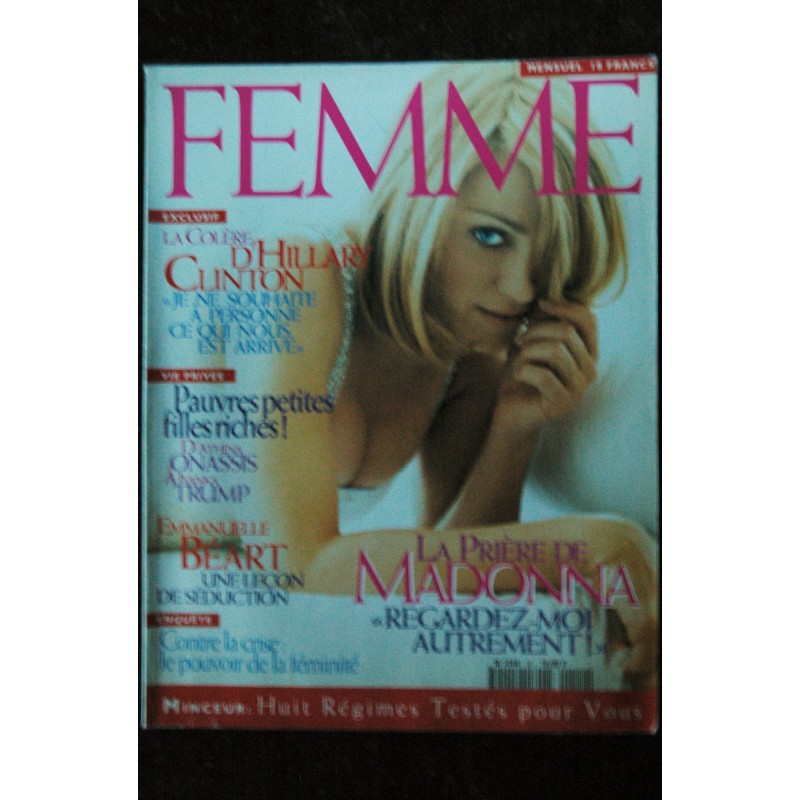 MENSUEL 18 FRANCS
FEMME
EXCLUSIF
LA COLÈRE
D'HILLARY
CLINTON
«JE NE SOUHAITE
À PERSONNE
CE QUI NOUS
EST ARRIVÉ»
VIE PRIVÉE
Pauvres petites
filles riches!
D'ATHINA
ONASSIS
À IVANKA
TRUMP
EMMANUELLE
BÉART
UNE LEÇON
DE SÉDUCTION
ENQUÊTE
Contre la crise:
le pouvoir de la féminité
LA PRIÈRE DE
MADONNA
«REGARDEZ-MOI
AUTREMENT!»
MINCEUR: Huit Régimes Testés pour Vous